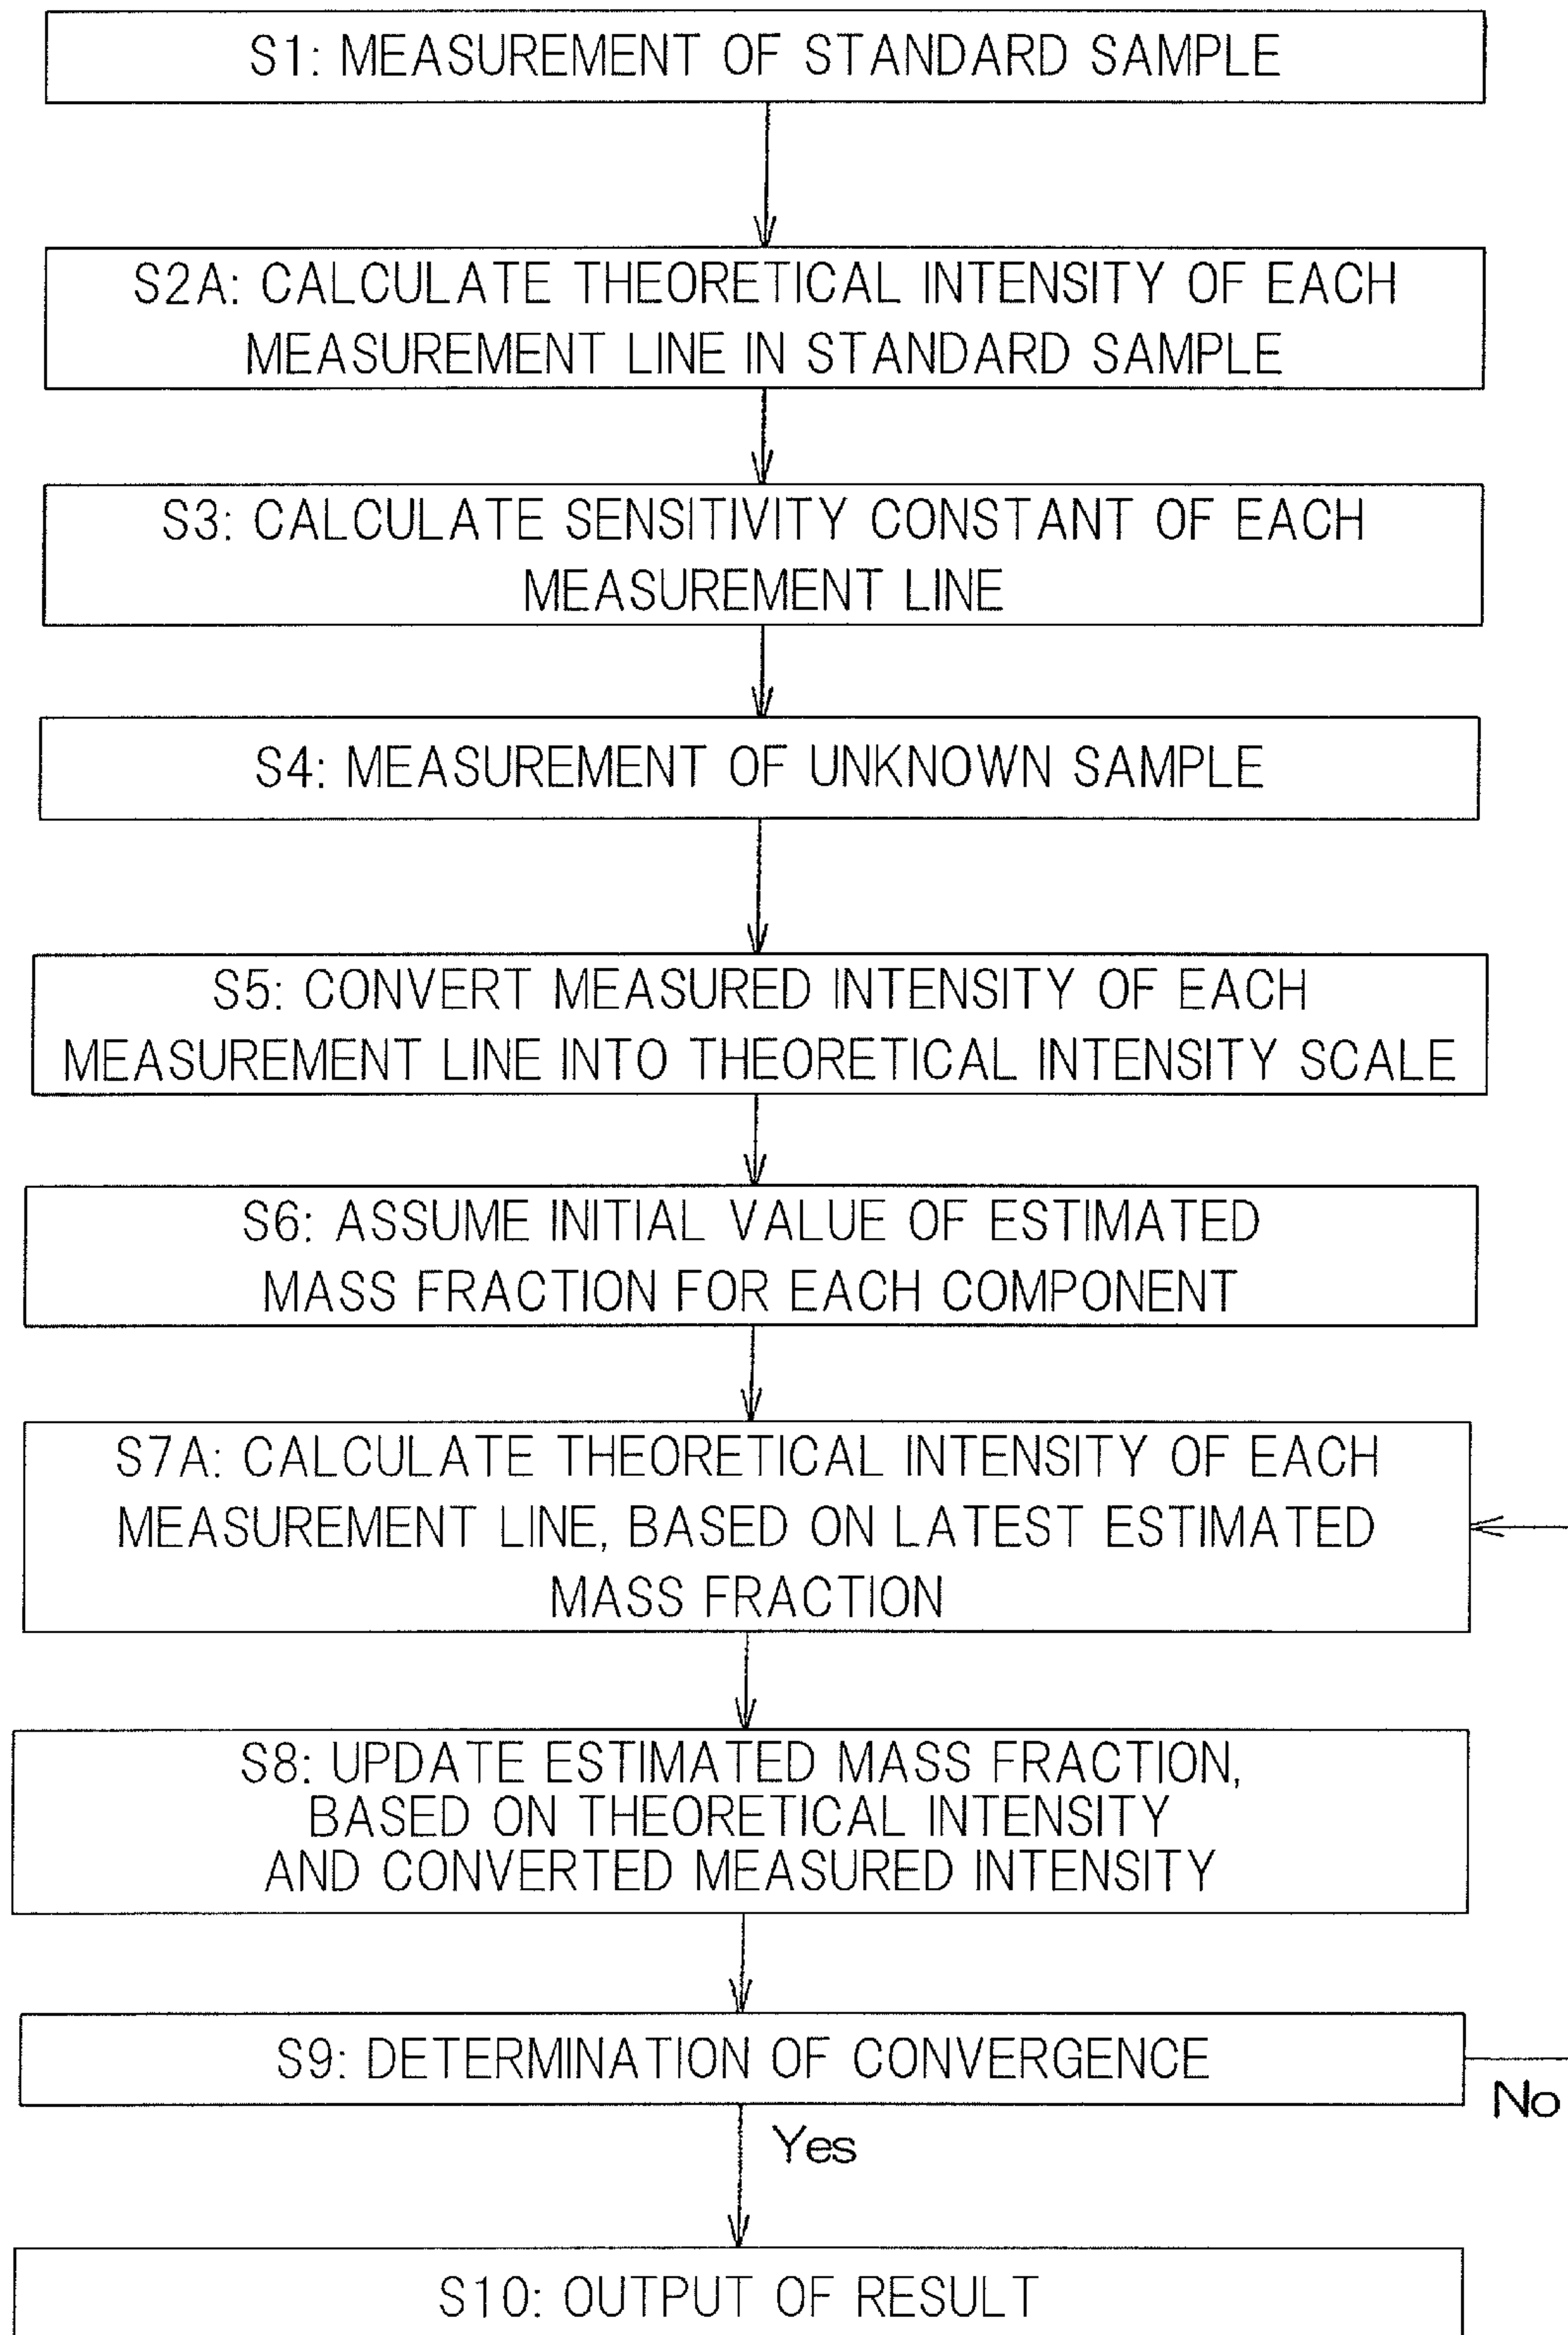 S1: MEASUREMENT OF STANDARD SAMPLE
S2A: CALCULATE THEORETICAL INTENSITY OF EACH
MEASUREMENT LINE IN STANDARD SAMPLE
S3: CALCULATE SENSITIVITY CONSTANT OF EACH
MEASUREMENT LINE
S4: MEASUREMENT OF UNKNOWN SAMPLE
S5: CONVERT MEASURED INTENSITY OF EACH
MEASUREMENT LINE INTO THEORETICAL INTENSITY SCALE
S6: ASSUME INITIAL VALUE OF ESTIMATED
MASS FRACTION FOR EACH COMPONENT
S7A: CALCULATE THEORETICAL INTENSITY OF EACH
MEASUREMENT LINE, BASED ON LATEST ESTIMATED
MASS FRACTION
S8: UPDATE ESTIMATED MASS FRACTION,
BASED ON THEORETICAL INTENSITY
AND CONVERTED MEASURED INTENSITY
S9: DETERMINATION OF CONVERGENCE
No
Yes
S10: OUTPUT OF RESULT